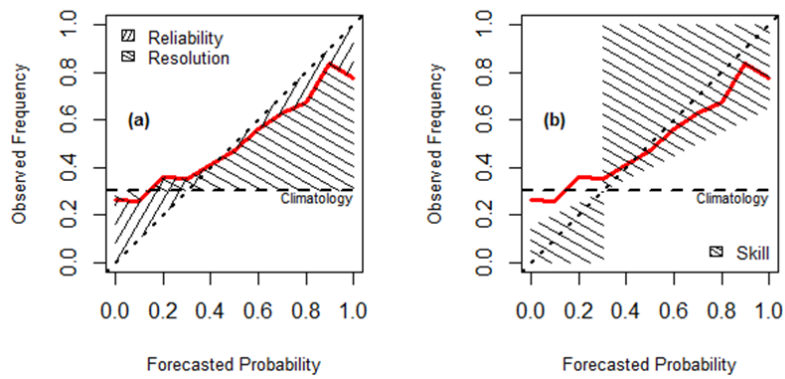 Reliability
Resolution
(a)
Climatology
Observed Frequency
0.0 0.2 0.4 0.6 0.8 1.0
0.0 0.2 0.4 0.6 0.8 1.0
Forecasted Probability
(b)
Climatology
Skill
Observed Frequency
0.0 0.2 0.4 0.6 0.8 1.0
0.0 0.2 0.4 0.6 0.8 1.0
Forecasted Probability